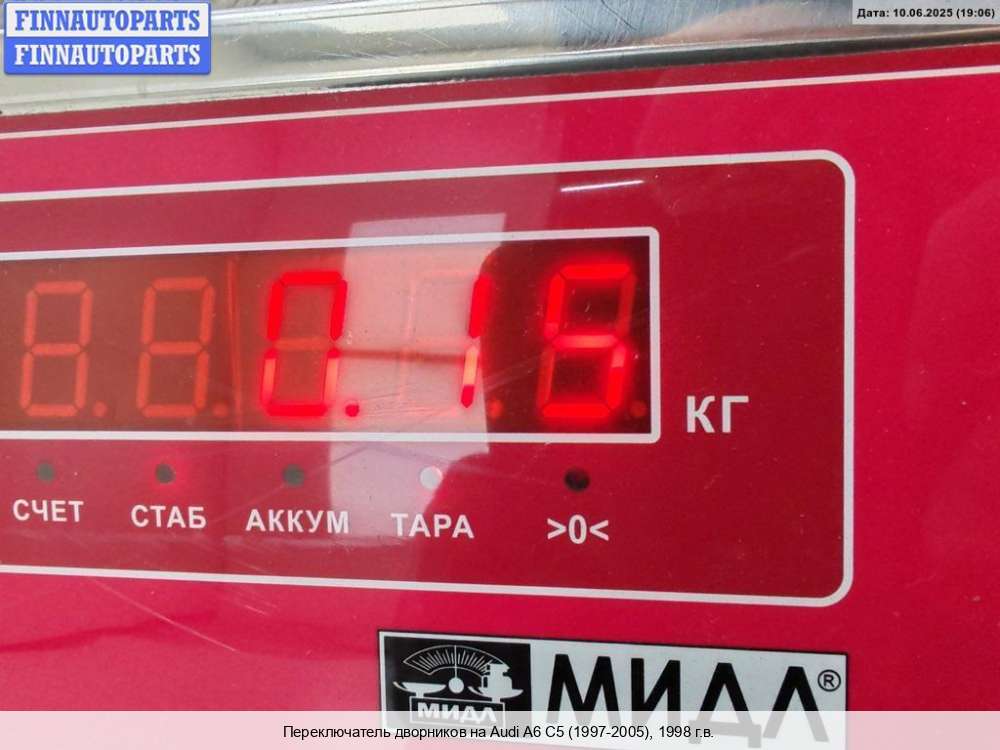 FINNAUTOPARTS
FINNAUTOPARTS
Дата: 10.06.2025 (19:06)
0.18
КГ
СЧЕТ СТАБ АККУМ ТАРА >0<
МИДЛ МИДЛ®
Переключатель дворников на Audi A6 C5 (1997-2005), 1998 г.в.